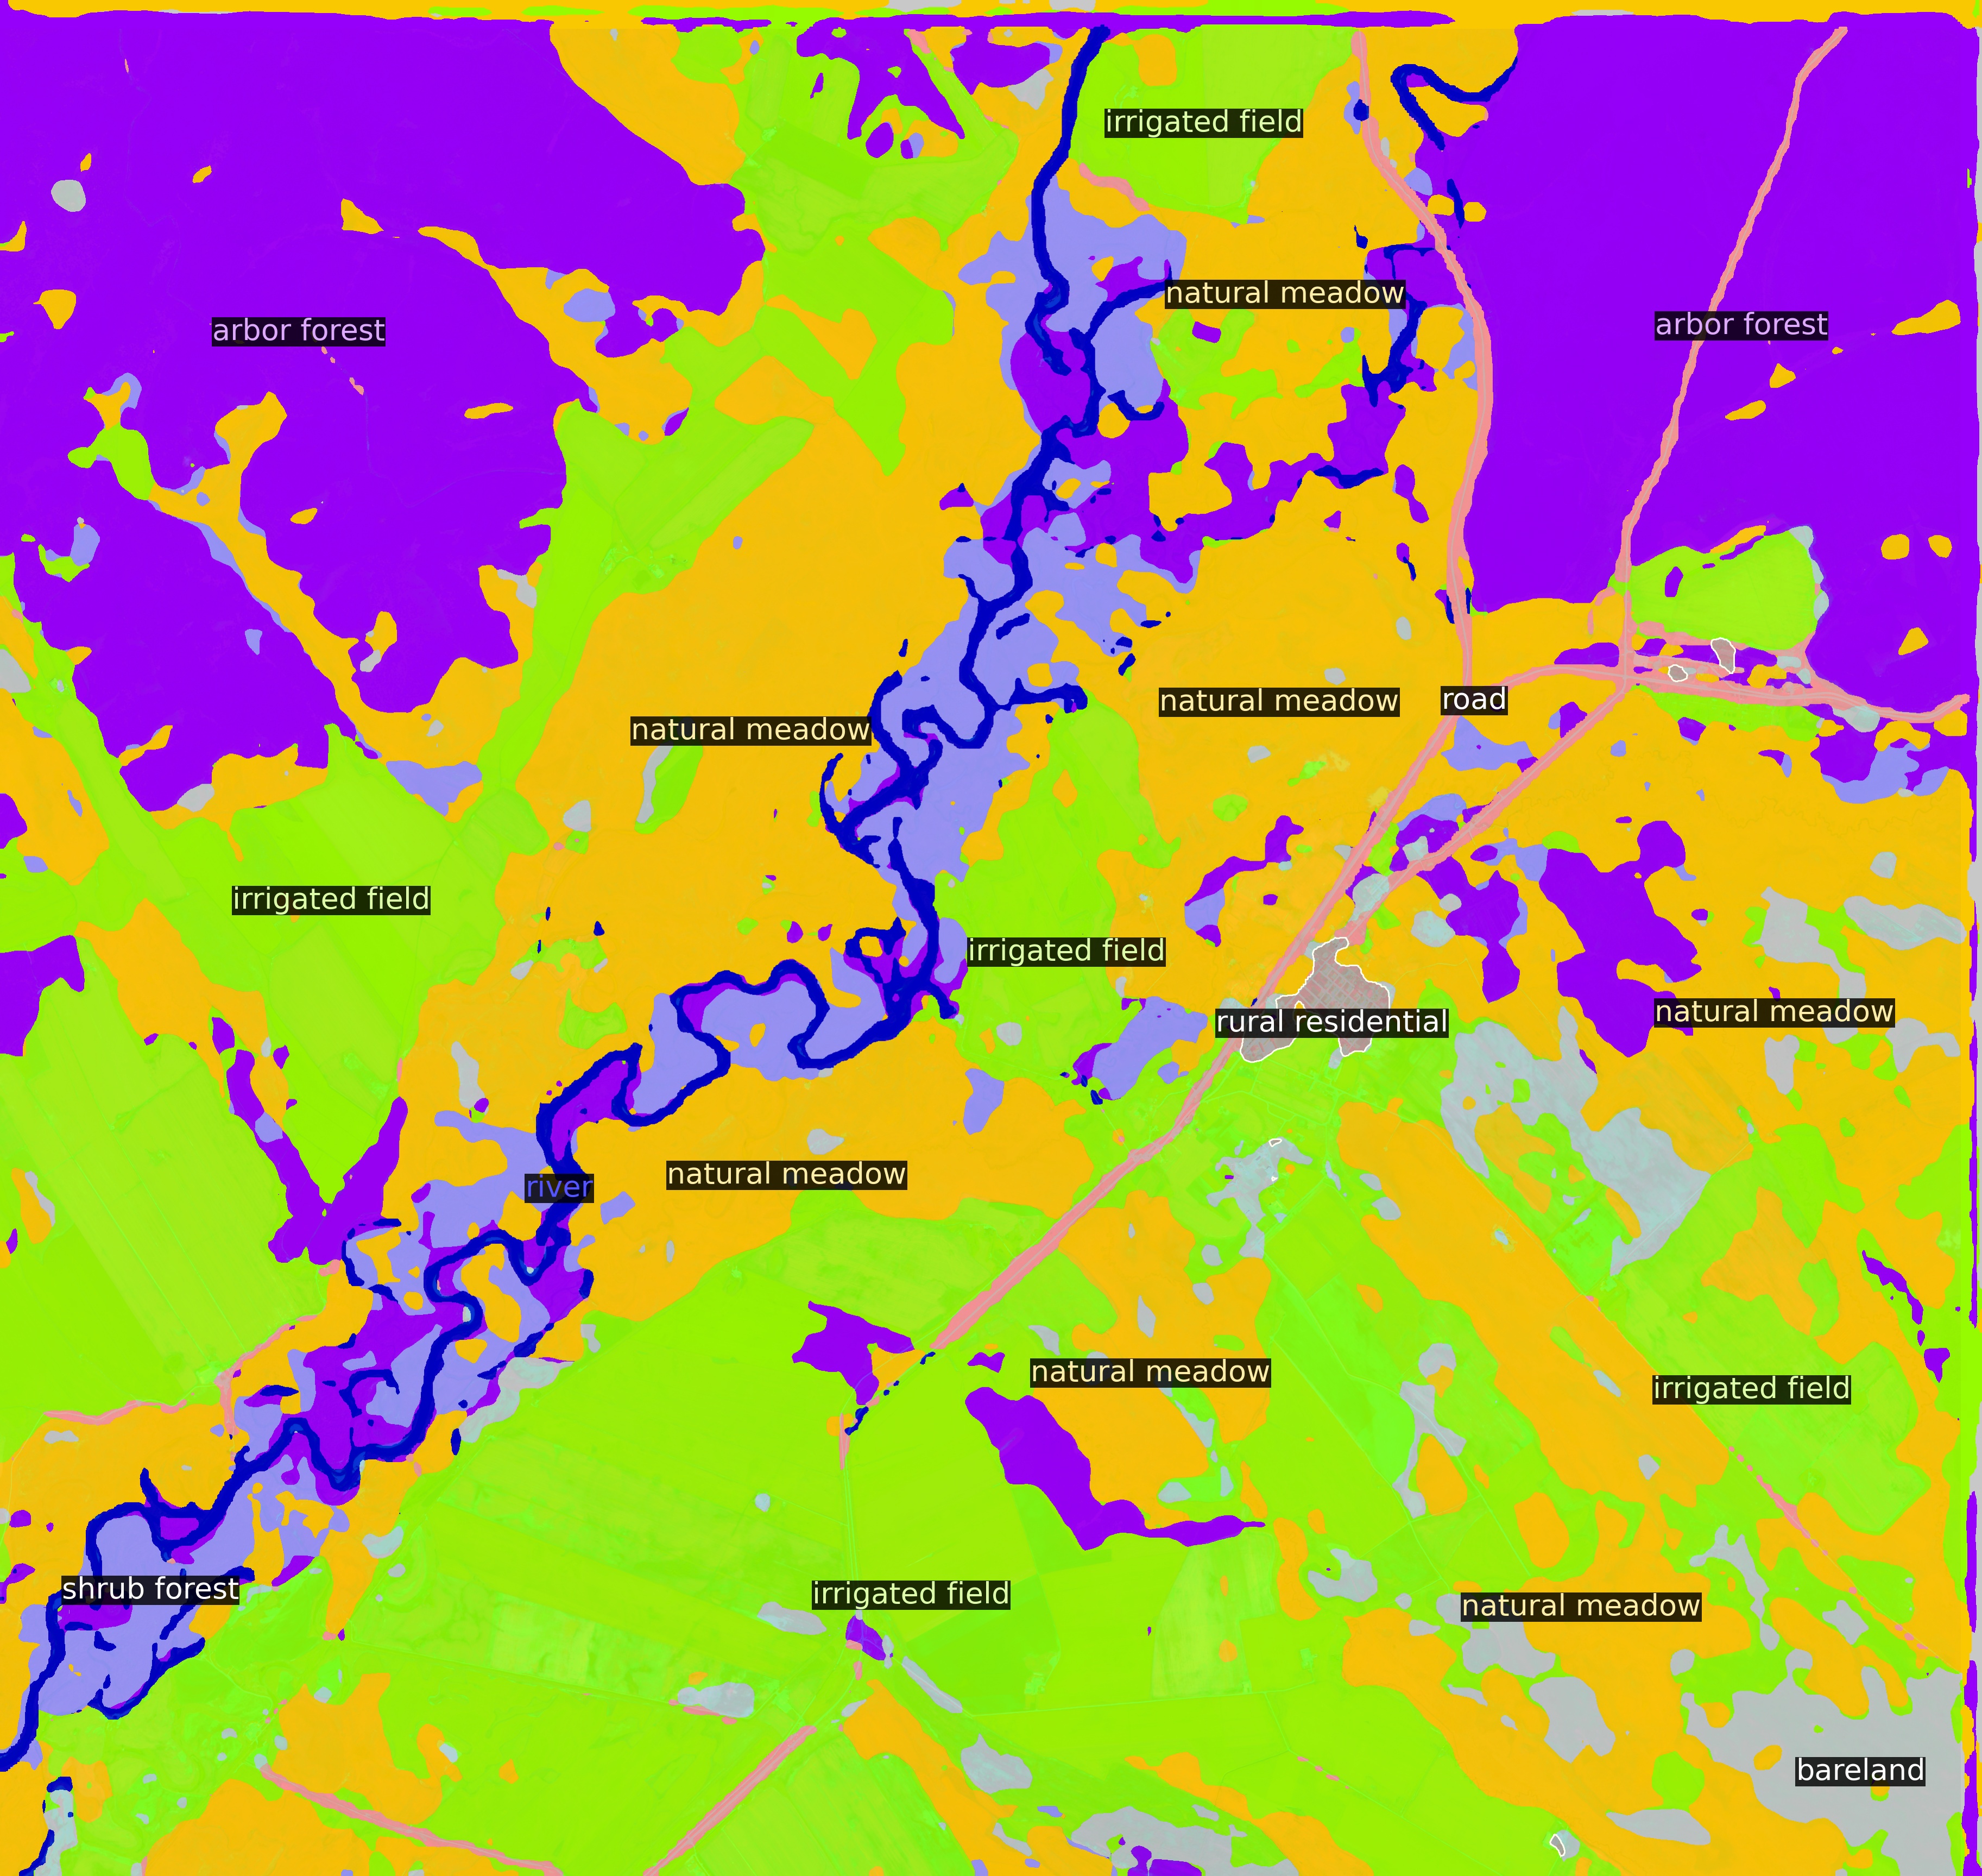 irrigated field
natural meadow
arbor forest
arbor forest
natural meadow
road
natural meadow
irrigated field
irrigated field
natural meadow
rural residential
natural meadow
river
natural meadow
irrigated field
shrub forest
irrigated field
natural meadow
bareland